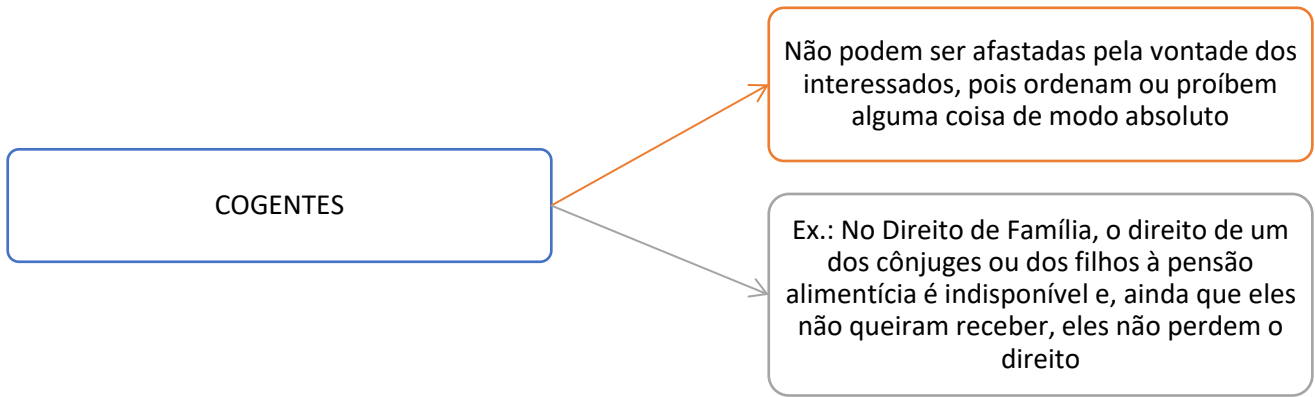 Não podem ser afastadas pela vontade dos
interessados, pois ordenam ou proíbem
alguma coisa de modo absoluto
COGENTES
Ex.: No Direito de Família, o direito de um
dos cônjuges ou dos filhos à pensão
alimentícia é indisponível e, ainda que eles
não queiram receber, eles não perdem o
direito